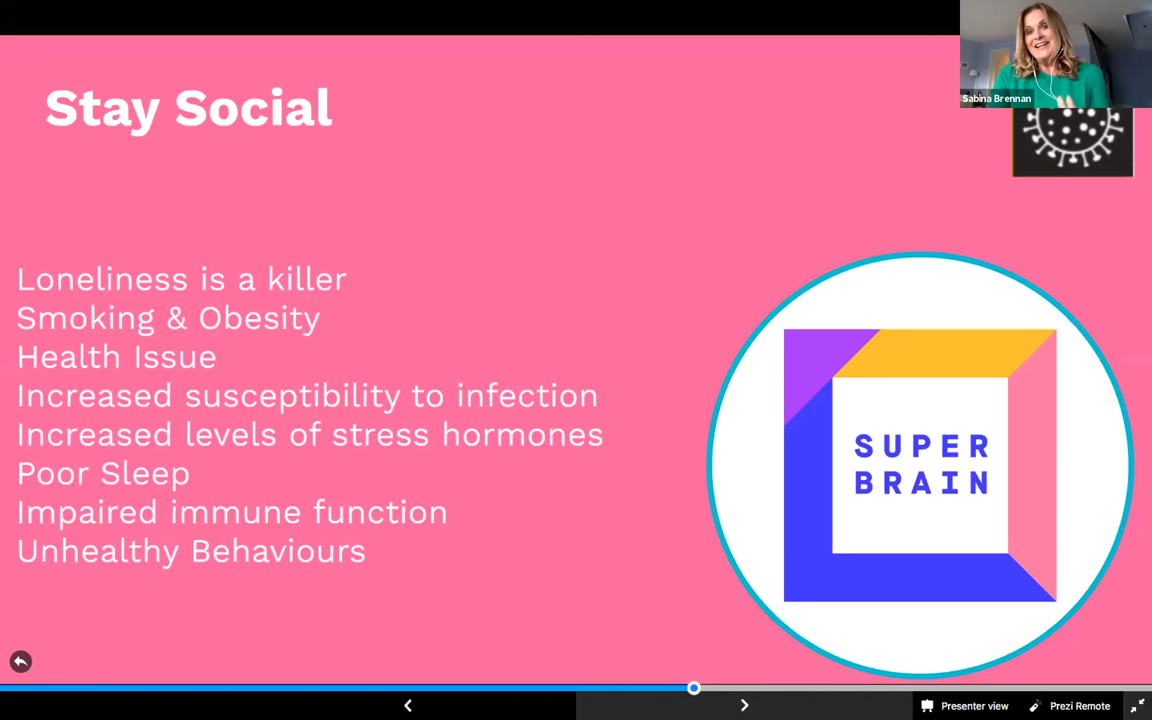 Stay Social
Sabina Brennan
Loneliness is a killer
Smoking & Obesity
Health Issue
Increased susceptibility to infection
Increased levels of stress hormones
Poor Sleep
Impaired immune function
Unhealthy Behaviours
SUPER
BRAIN
Presenter view
Prezi Remote